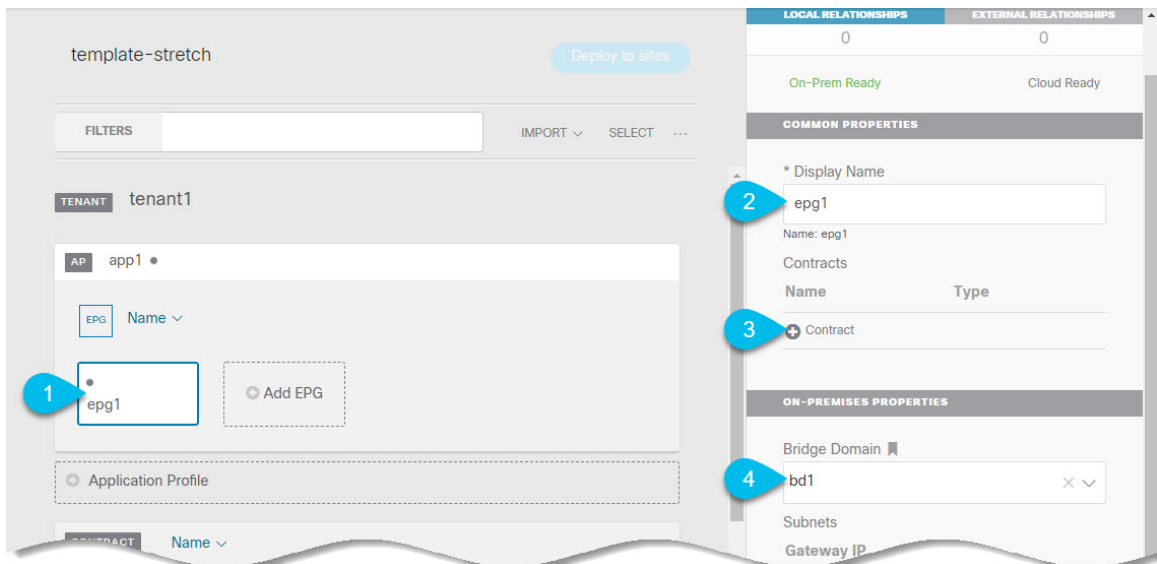 LOCAL RELATIONSHIPS
EXTERNAL RELATIONSHIPS
0
0
template-stretch
Deploy to sites
On-Prem Ready
Cloud Ready
FILTERS
IMPORT
SELECT
...
COMMON PROPERTIES
* Display Name
TENANT tenant1
2
epg1
Name: epg1
AP app1
Contracts
Name
Type
EPG Name
3
Contract
1
epg1
Add EPG
ON-PREMISES PROPERTIES
Bridge Domain
Application Profile
4
bd1
Subnets
CONTRACT Name
Gateway IP